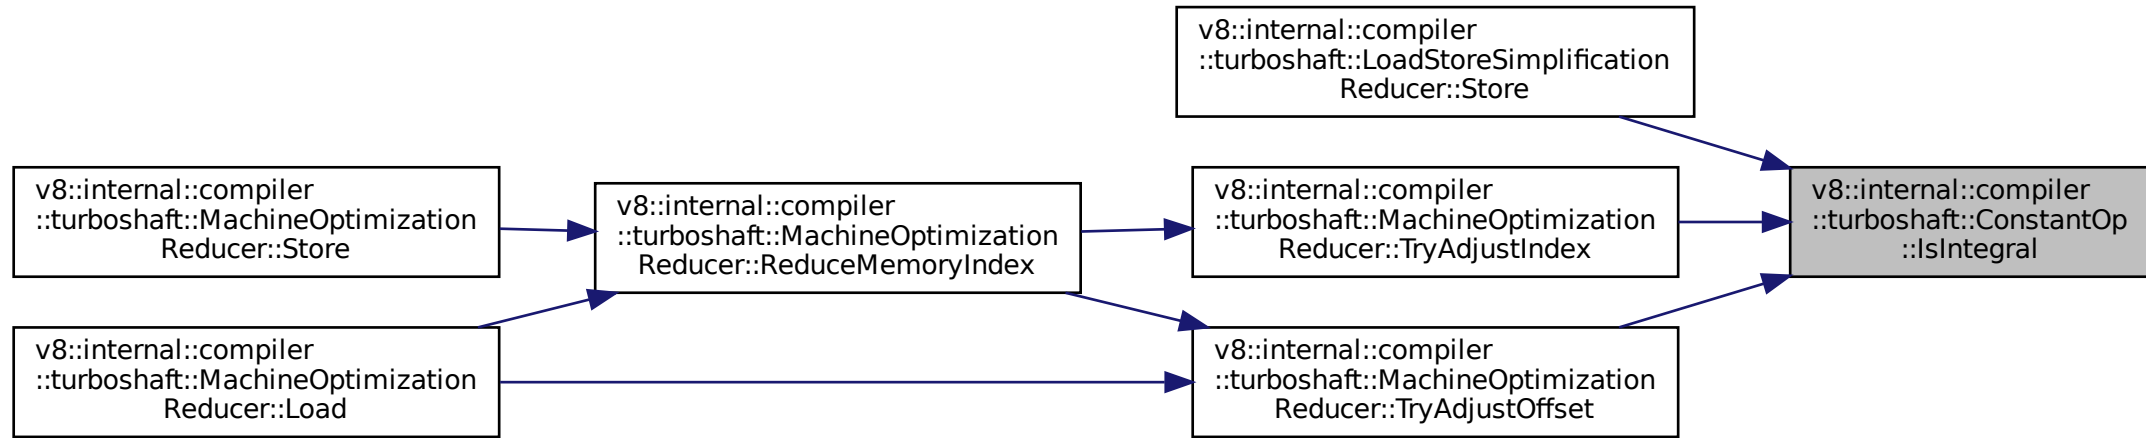 v8::internal::compiler
::turboshaft::LoadStoreSimplification
Reducer::Store
v8::internal::compiler
::turboshaft::MachineOptimization
Reducer::Store
v8::internal::compiler
::turboshaft::MachineOptimization
Reducer::ReduceMemoryIndex
v8::internal::compiler
::turboshaft::MachineOptimization
Reducer::TryAdjustIndex
v8::internal::compiler
::turboshaft::ConstantOp
::IsIntegral
v8::internal::compiler
::turboshaft::MachineOptimization
Reducer::Load
v8::internal::compiler
::turboshaft::MachineOptimization
Reducer::TryAdjustOffset